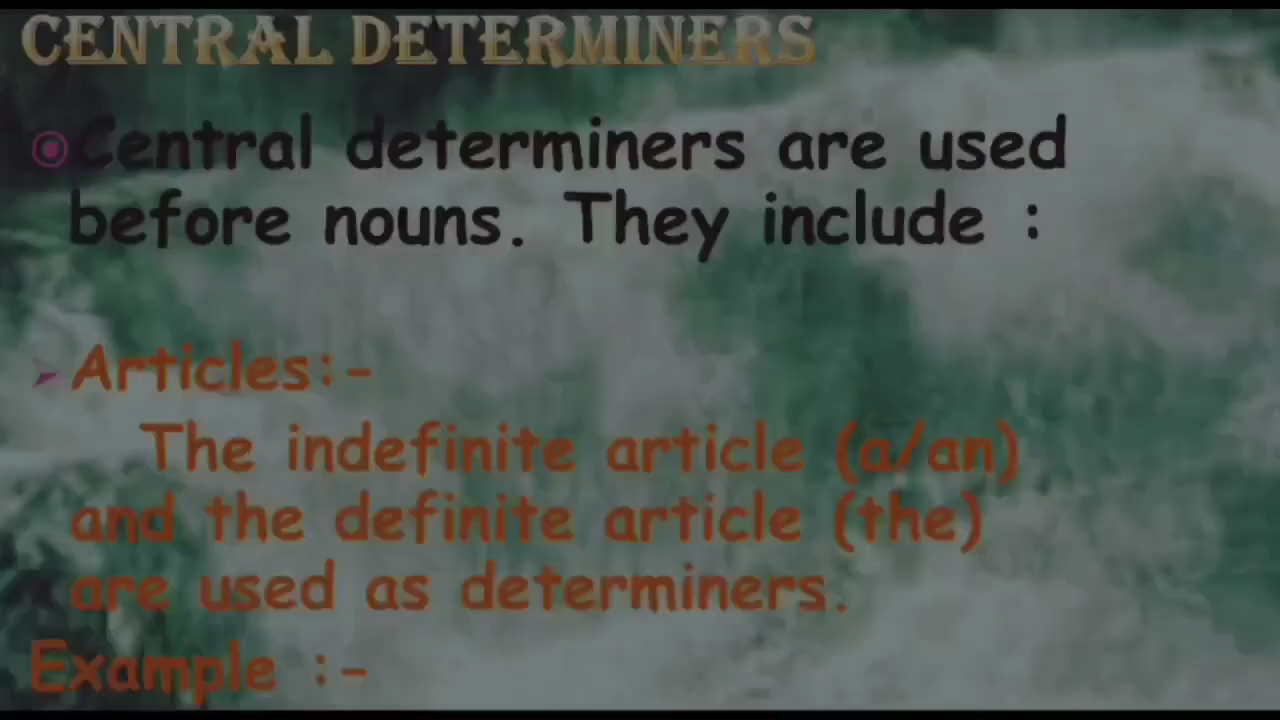 CENTRAL DETERMINERS
Central determiners are used
before nouns. They include :
Articles:-
The indefinite article (a/an)
and the definite article (the)
are used as determiners.
Example :-